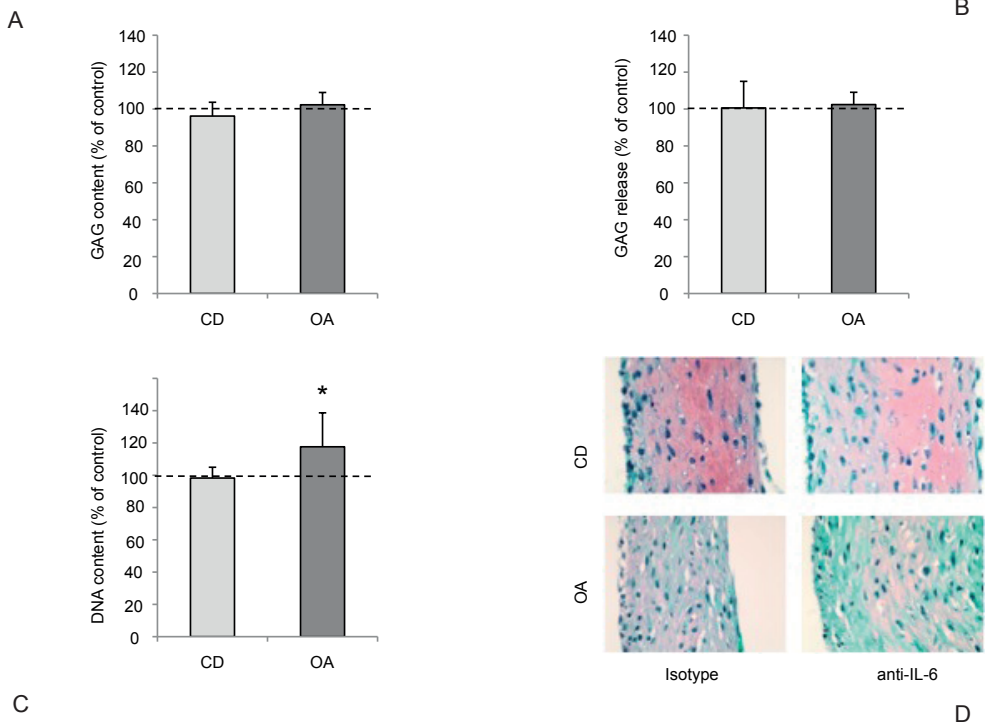 A
B
GAG content (% of control)
140
120
100
80
60
40
20
0
CD
OA
GAG release (% of control)
140
120
100
80
60
40
20
0
CD
OA
DNA content (% of control)
140
120
100
80
60
40
20
0
*
CD
OA
CD
OA
Isotype
anti-IL-6
C
D